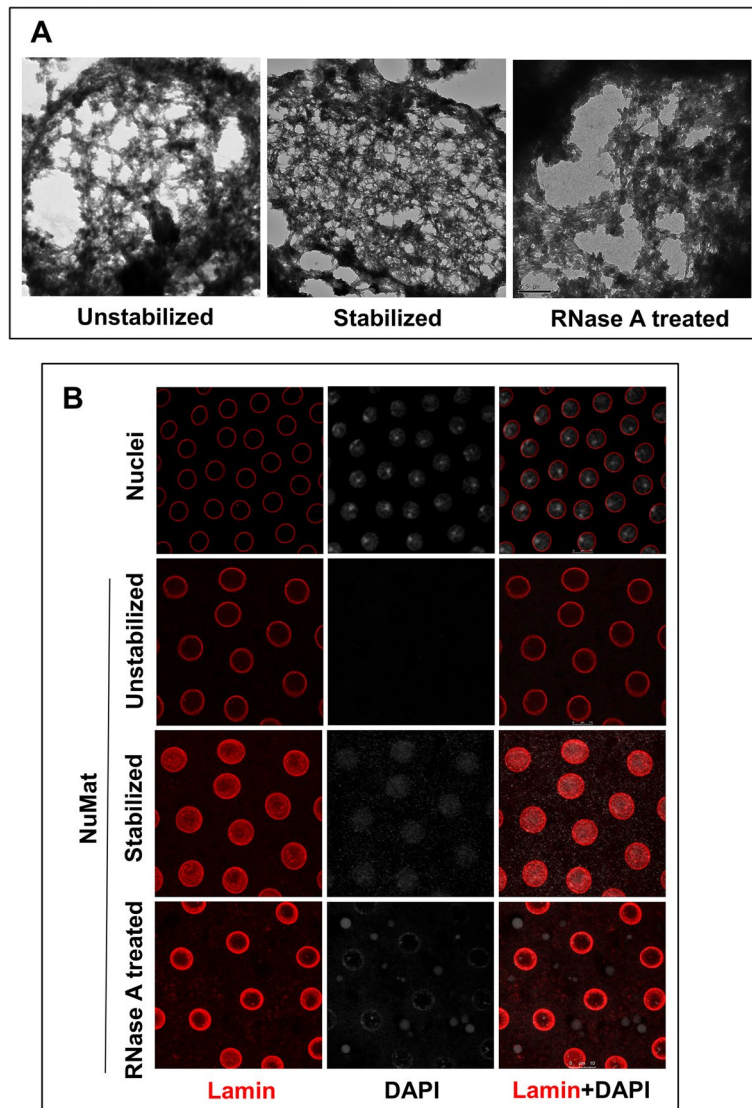 A
Unstabilized
Stabilized
RNase A treated
B
Nuclei
NuMat
Unstabilized
Stabilized
RNase A treated
Lamin
DAPI
Lamin+DAPI